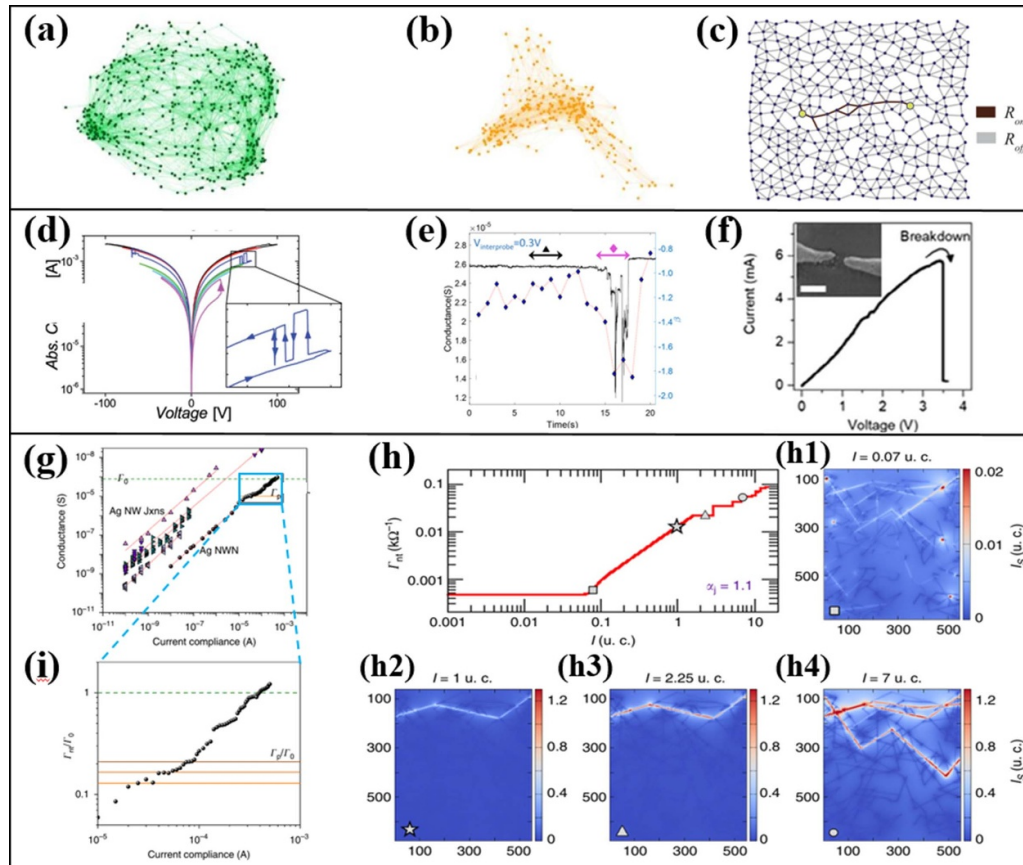 (a)
(b)
(c)
R_on
R_off
(d)
[A]
10^-3
10^-5
10^-6
Abs. C.
-100 0 100
Voltage [V]
(e)
×10^-5
V_interprobe=0.3V
2.8
2.6
2.4
2.2
2.0
1.8
1.6
1.4
1.2
-0.8
-1.0
-1.2
-1.4
-1.6
-1.8
-2.0
Conductance(S)
0 5 10 15 20
Time(s)
(f)
Breakdown
6
4
2
0
Current (mA)
0 1 2 3 4
Voltage (V)
(g)
10^-3
10^-5
10^-7
10^-9
10^-11
Γ_0
Γ_p
Ag NW Jxns
Ag NWN
Conductance (S)
10^-11 10^-9 10^-7 10^-5 10^-3
Current compliance (A)
(h)
0.1
0.01
0.001
Γ_nt (kΩ^-1)
α_j = 1.1
0.001 0.01 0.1 1 10
I (u. c.)
(h1)
I = 0.07 u. c.
100
300
500
100 300 500
0.02
0.01
0
I_S (u. c.)
(i)
1
0.1
Γ_nt/Γ_0
Γ_p/Γ_0
10^-5 10^-4 10^-3
Current compliance (A)
(h2)
I = 1 u. c.
100
300
500
100 300 500
1.2
0.8
0.4
0
(h3)
I = 2.25 u. c.
100
300
500
100 300 500
1.2
0.8
0.4
0
(h4)
I = 7 u. c.
100
300
500
100 300 500
1.2
0.8
0.4
0
I_S (u. c.)